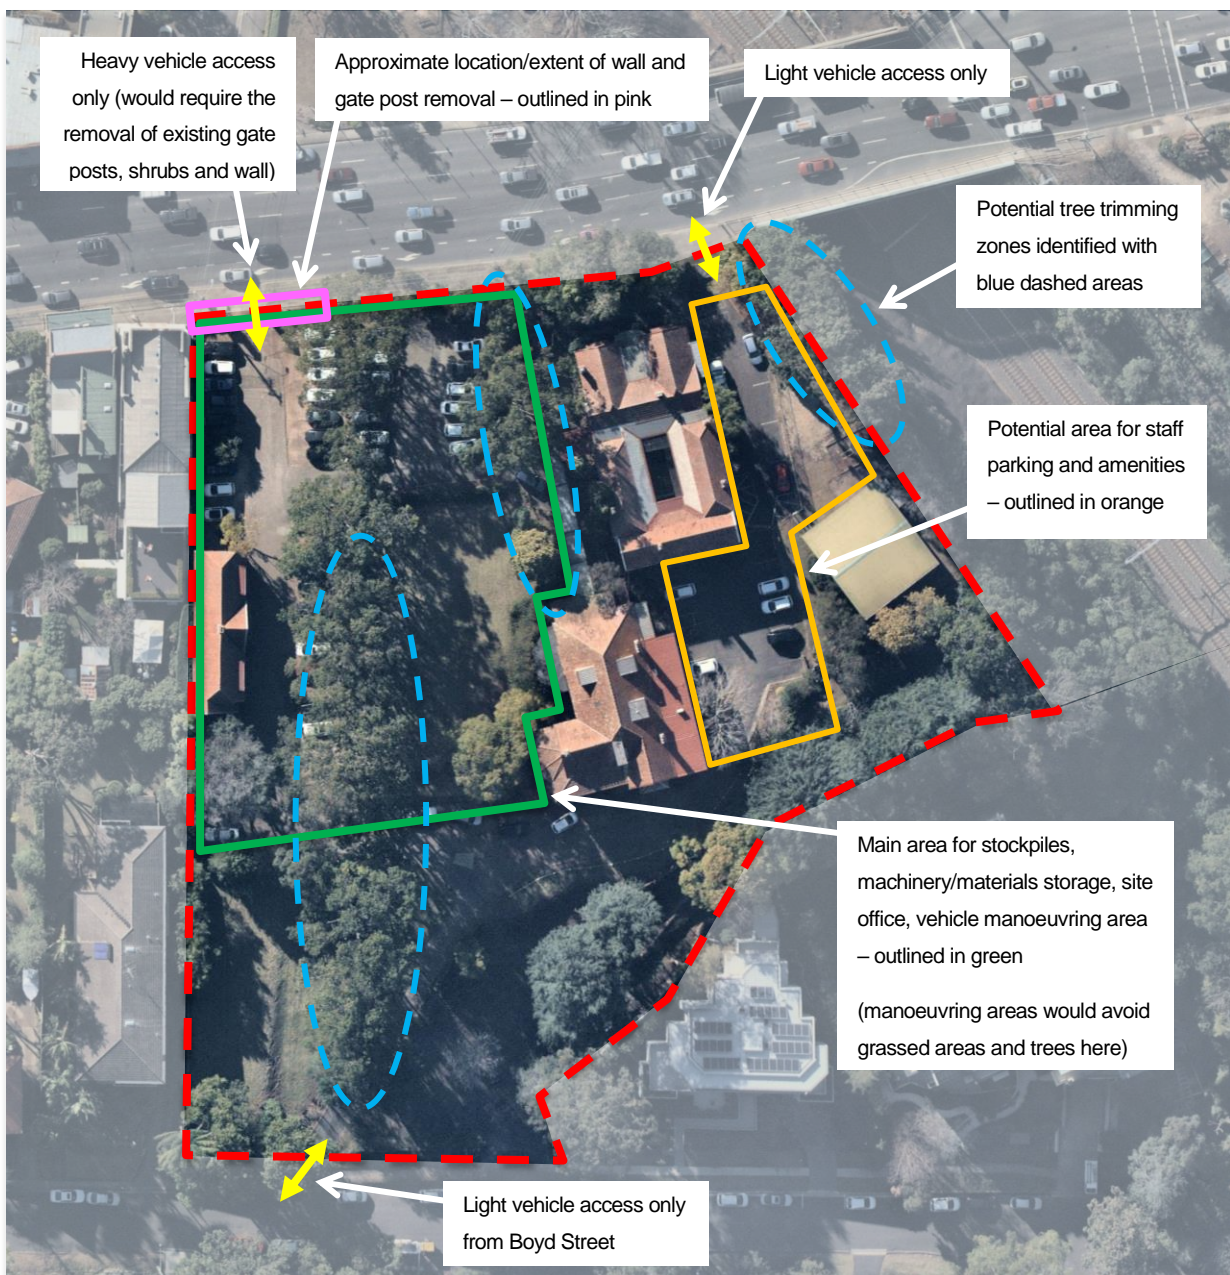 Heavy vehicle access
only (would require the
removal of existing gate
posts, shrubs and wall)
Approximate location/extent of wall and
gate post removal – outlined in pink
Light vehicle access only
Potential tree trimming
zones identified with
blue dashed areas
Potential area for staff
parking and amenities
– outlined in orange
Main area for stockpiles,
machinery/materials storage, site
office, vehicle manoeuvring area
– outlined in green
(manoeuvring areas would avoid
grassed areas and trees here)
Light vehicle access only
from Boyd Street